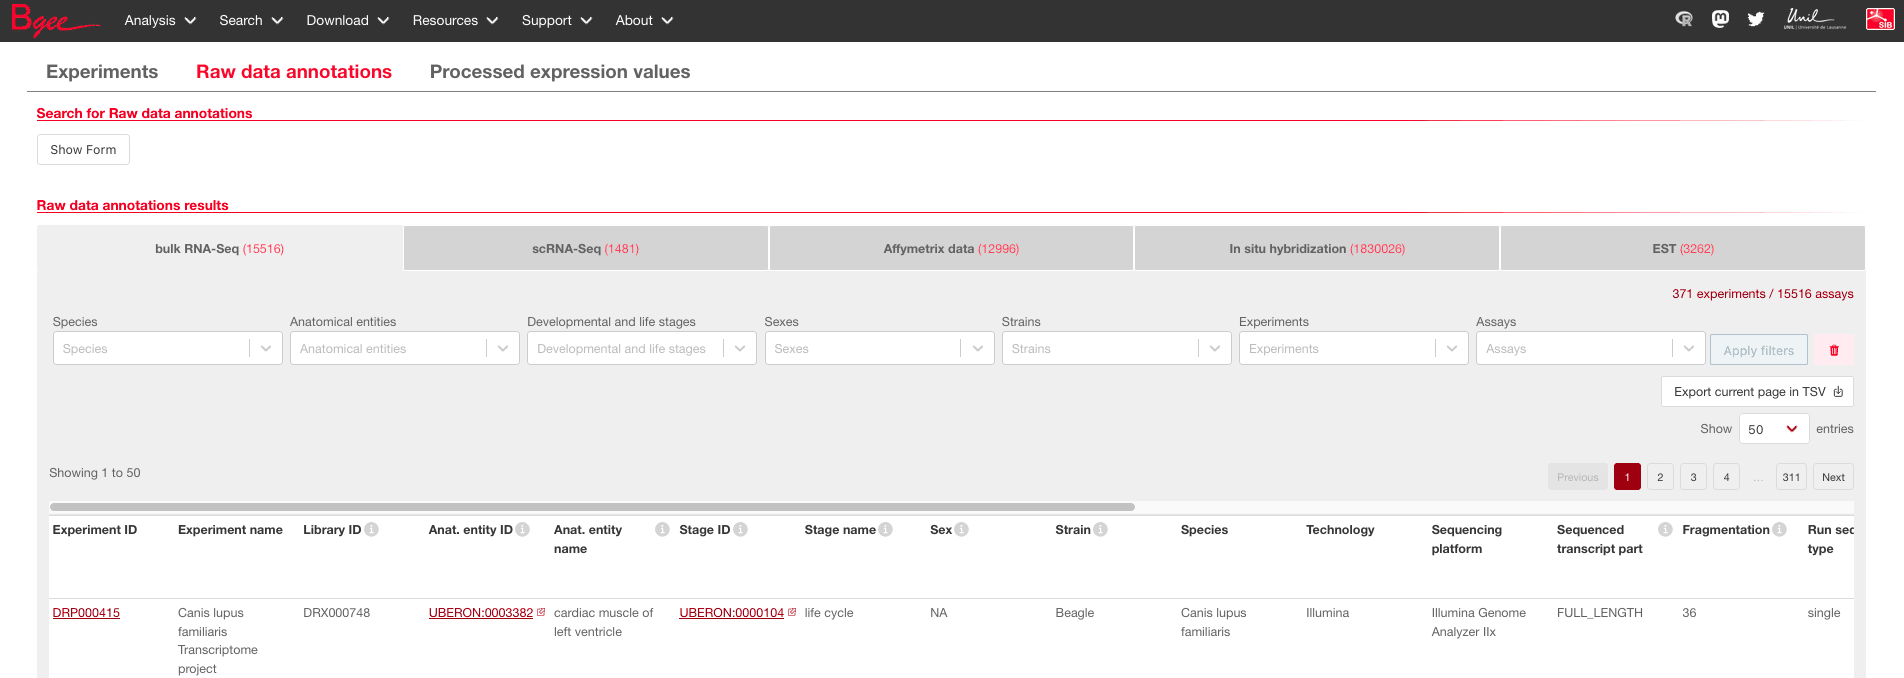 Bgee Analysis Search Download Resources Support About R Unil UNIL | Université de Lausanne SIB
Experiments Raw data annotations Processed expression values
Search for Raw data annotations
Show Form
Raw data annotations results
bulk RNA-Seq (15516) scRNA-Seq (1481) Affymetrix data (12996) In situ hybridization (1830026) EST (3262)
371 experiments / 15516 assays
Species Anatomical entities Developmental and life stages Sexes Strains Experiments Assays
Species Anatomical entities Developmental and life stages Sexes Strains Experiments Assays Apply filters
Export current page in TSV
Show 50 entries
Showing 1 to 50 Previous 1 2 3 4 ... 311 Next
Experiment ID Experiment name Library ID Anat. entity ID Anat. entity Stage ID Stage name Sex Strain Species Technology Sequencing Sequenced Fragmentation Run sec
name platform transcript part type
DRP000415 Canis lupus DRX000748 UBERON:0003382 cardiac muscle of UBERON:0000104 life cycle NA Beagle Canis lupus Illumina Illumina Genome FULL_LENGTH 36 single
familiaris left ventricle familiaris Analyzer IIx
Transcriptome
project